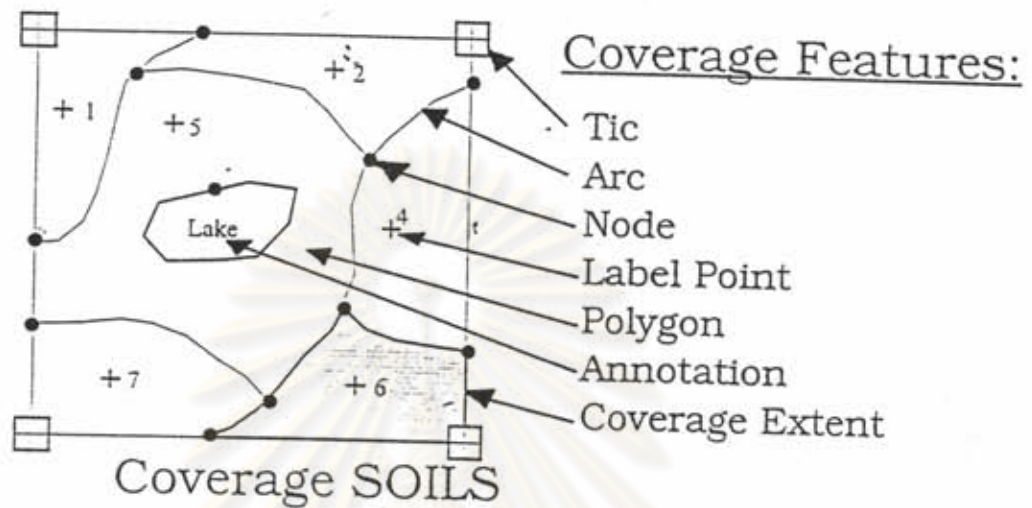 Coverage Features:
Tic
Arc
Node
Label Point
Polygon
Annotation
Coverage Extent
+ 1
+ 2
+ 5
+ 4
Lake
+ 7
+ 6
Coverage SOILS